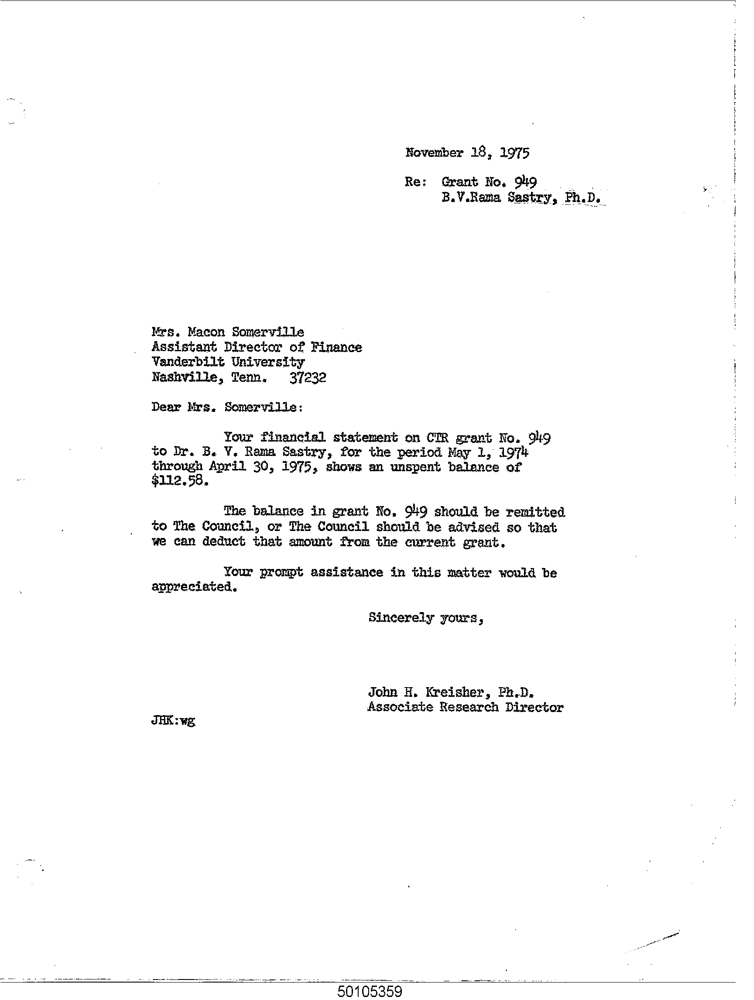 November 18, 1975
Re: Grant No. 949
B.V.Rama Sastry, Ph.D.
Mrs. Macon Somerville
Assistant Director of Finance
Vanderbilt University
Nashville, Tenn. 37232
Dear Mrs. Somerville:
Your financial statement on CTR grant No. 949
to Dr. B. V. Rama Sastry, for the period May 1, 1974
through April 30, 1975, shows an unspent balance of
$112.58.
The balance in grant No. 949 should be remitted
to The Council, or The Council should be advised so that
we can deduct that amount from the current grant.
Your prompt assistance in this matter would be
appreciated.
Sincerely yours,
John H. Kreisher, Ph.D.
Associate Research Director
JHK:wg
50105359